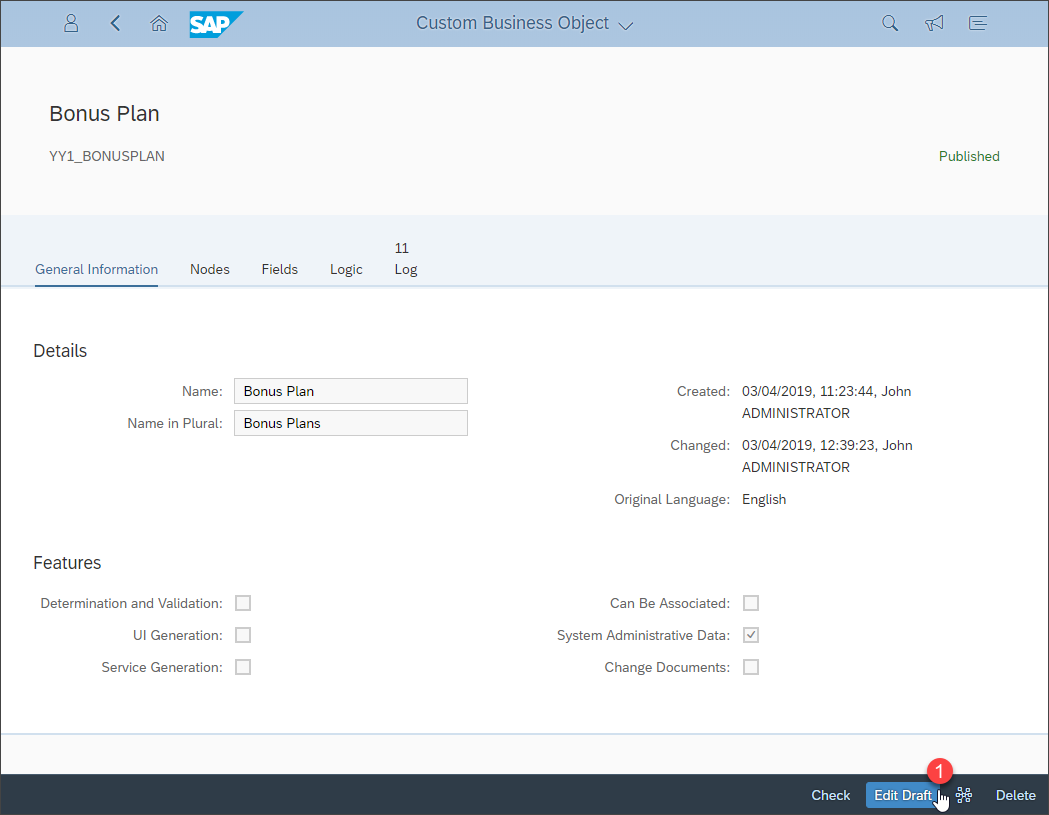 SAP
Custom Business Object
Bonus Plan
YY1_BONUSPLAN
Published
11
General Information Nodes Fields Logic Log
Details
Name: Bonus Plan
Name in Plural: Bonus Plans
Created: 03/04/2019, 11:23:44, John
ADMINISTRATOR
Changed: 03/04/2019, 12:39:23, John
ADMINISTRATOR
Original Language: English
Features
Determination and Validation:
UI Generation:
Service Generation:
Can Be Associated:
System Administrative Data:
Change Documents:
1
Check Edit Draft Delete